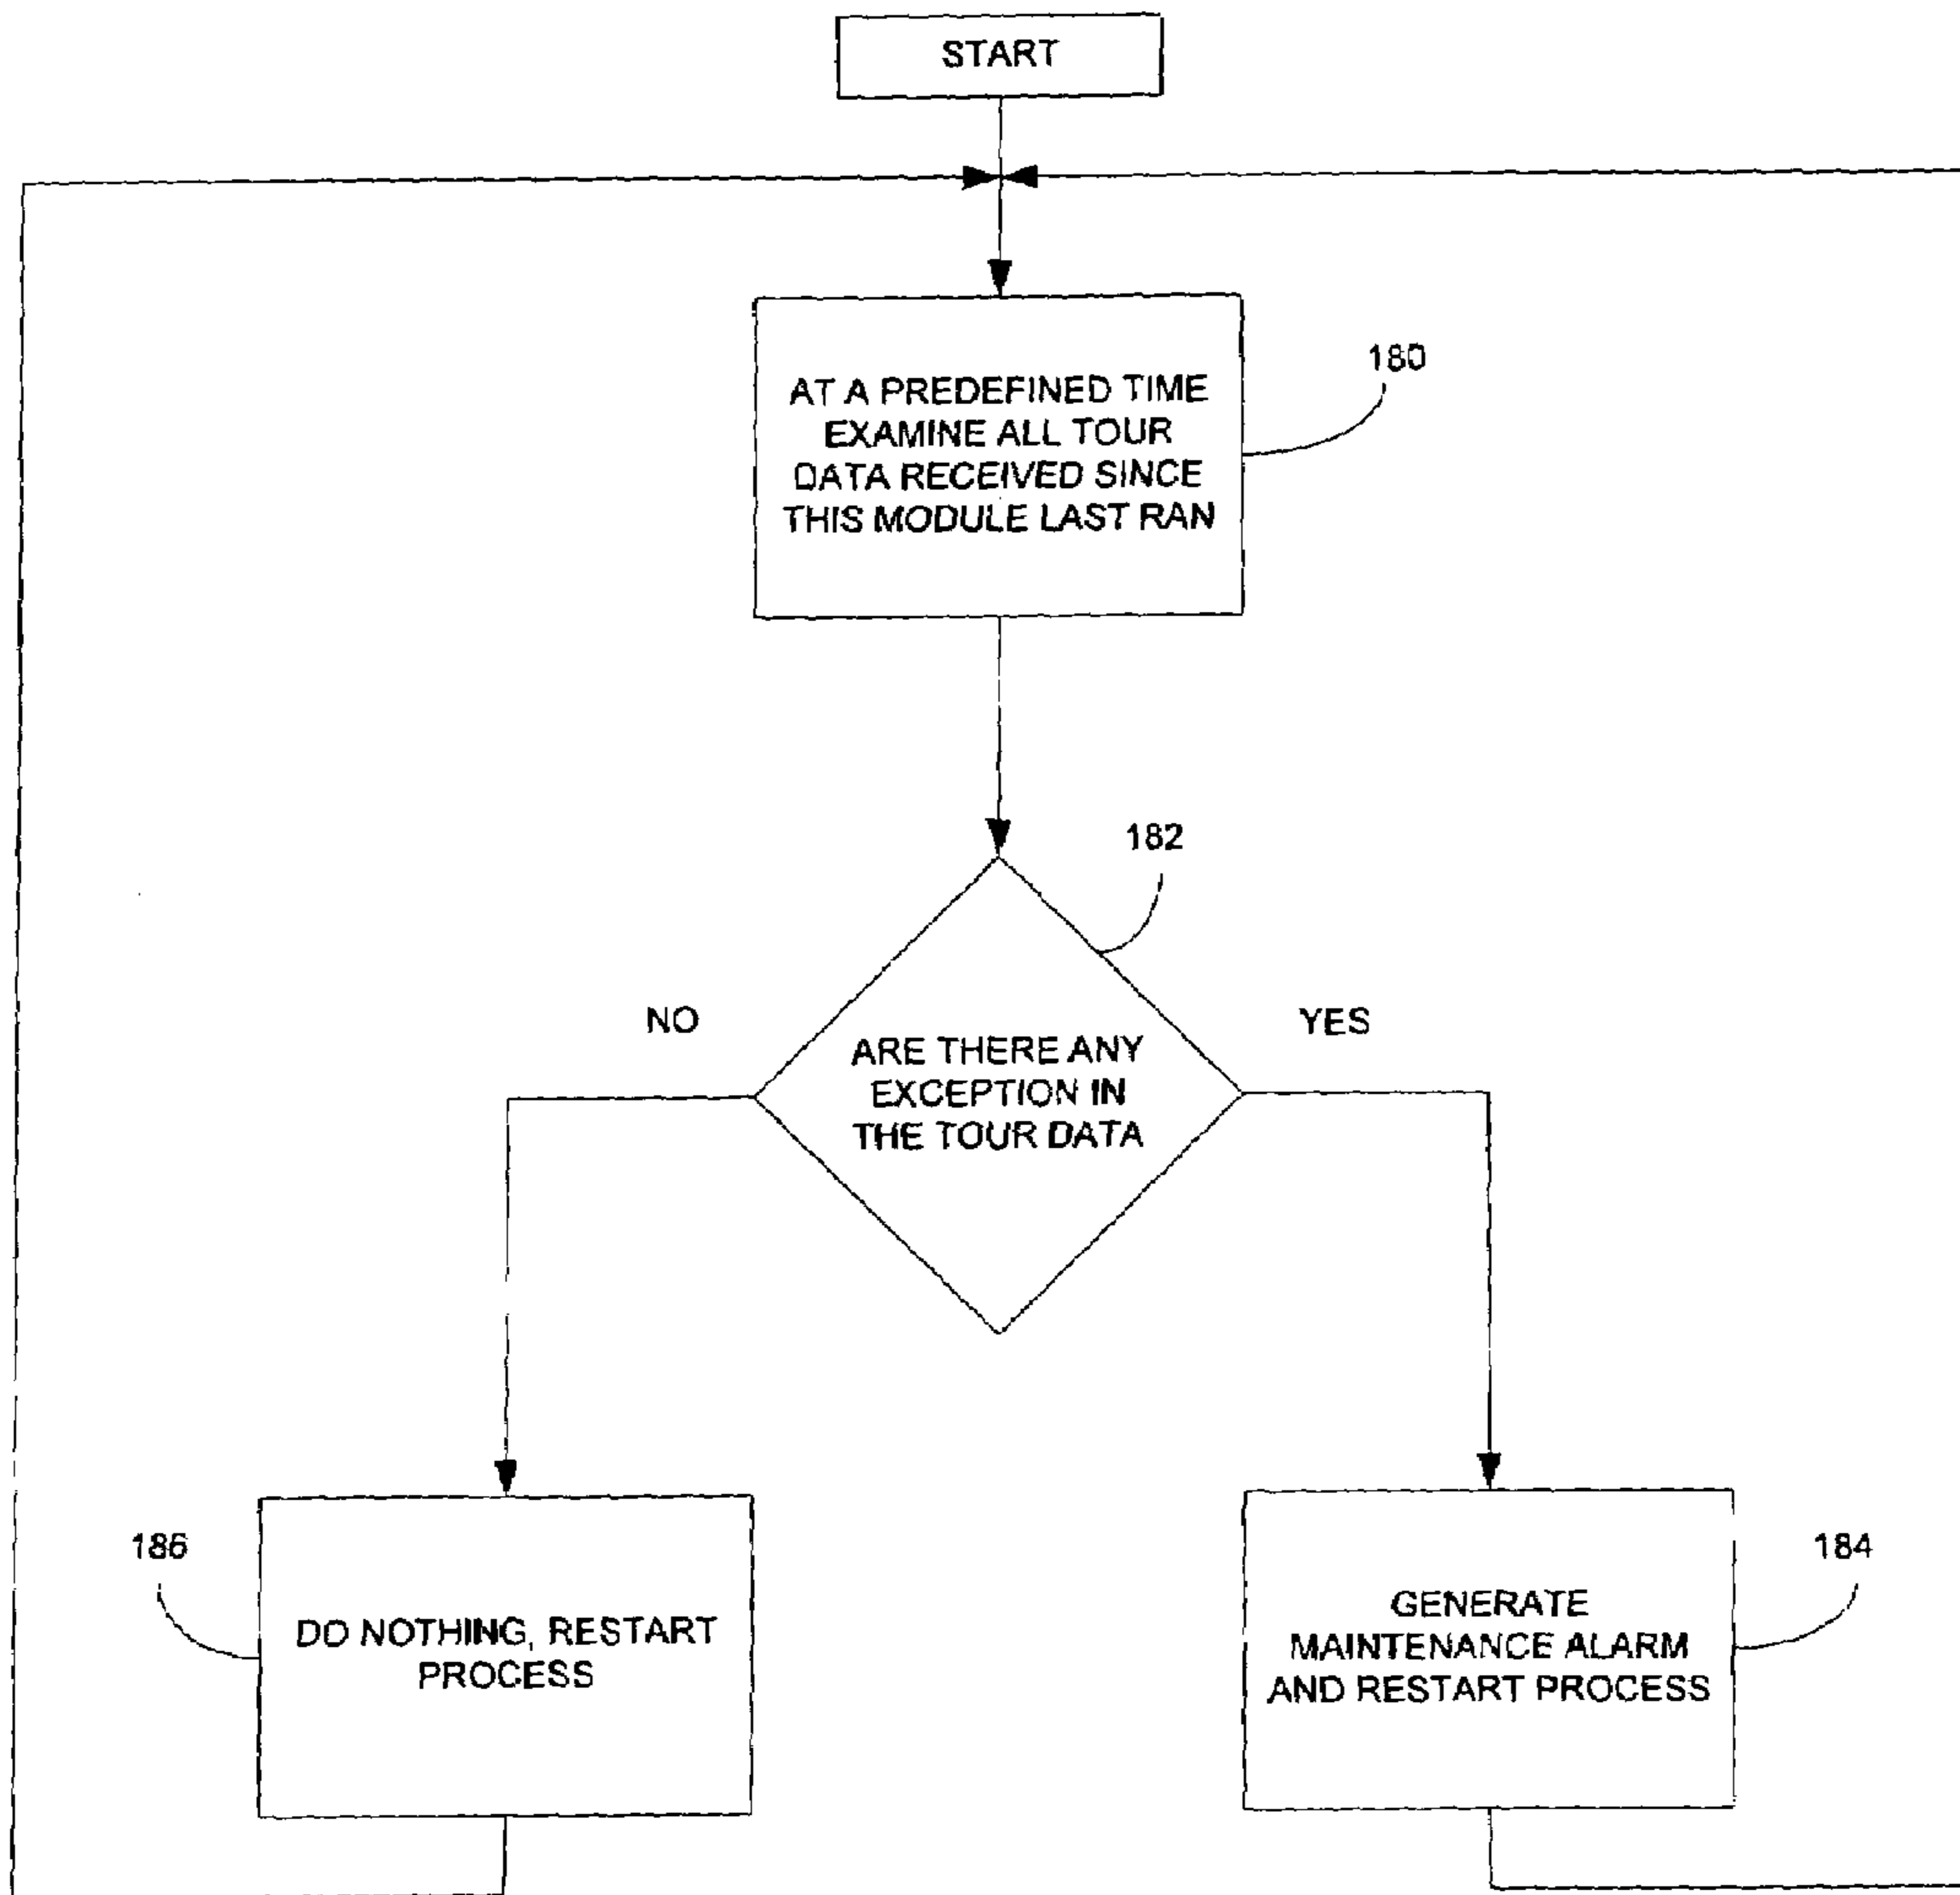 START
AT A PREDEFINED TIME
EXAMINE ALL TOUR
DATA RECEIVED SINCE
THIS MODULE LAST RAN
180
182
NO
YES
ARE THERE ANY
EXCEPTION IN
THE TOUR DATA
186
DO NOTHING, RESTART
PROCESS
184
GENERATE
MAINTENANCE ALARM
AND RESTART PROCESS